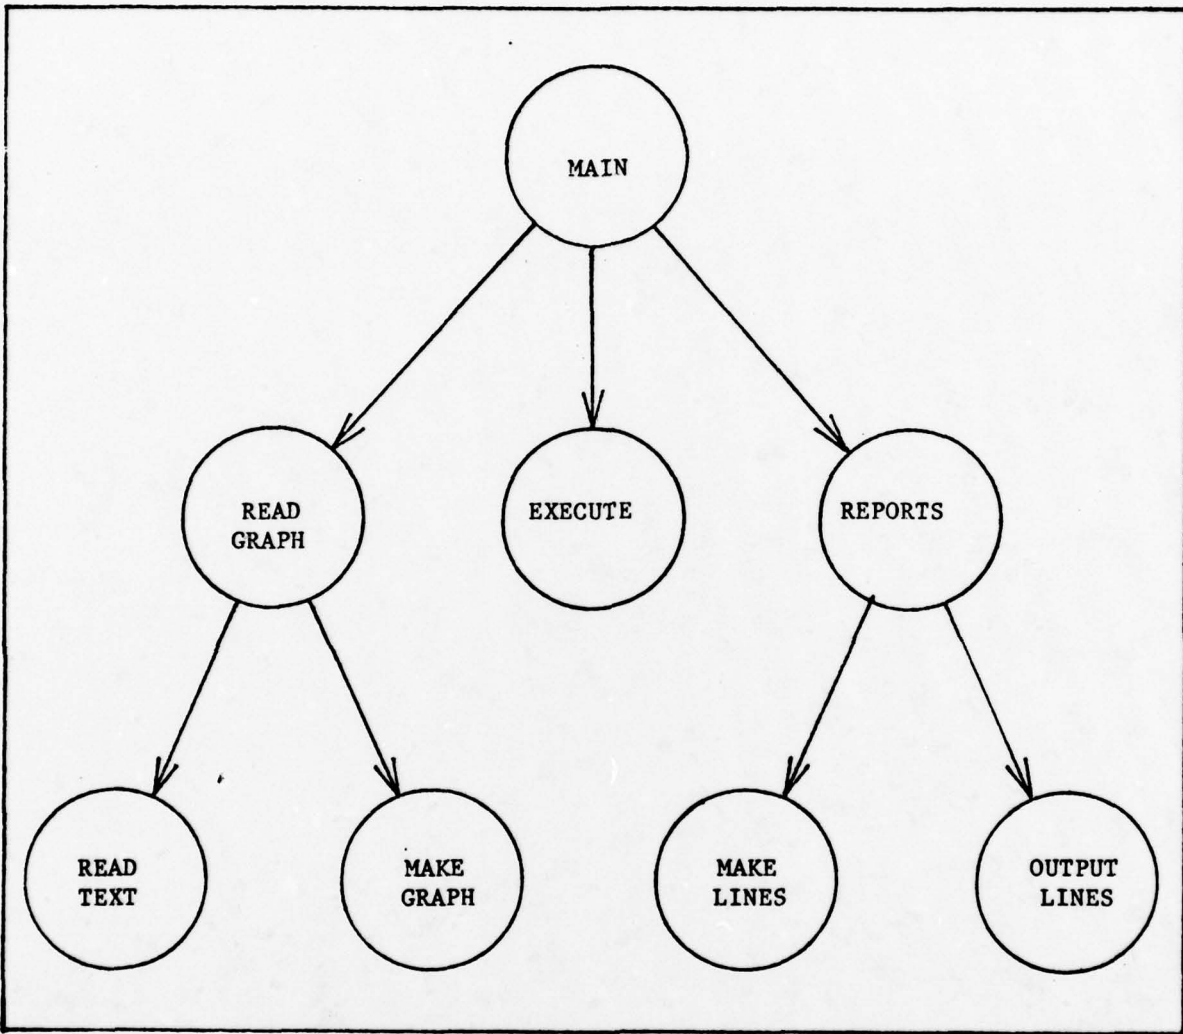 MAIN
READ
GRAPH
EXECUTE
REPORTS
READ
TEXT
MAKE
GRAPH
MAKE
LINES
OUTPUT
LINES